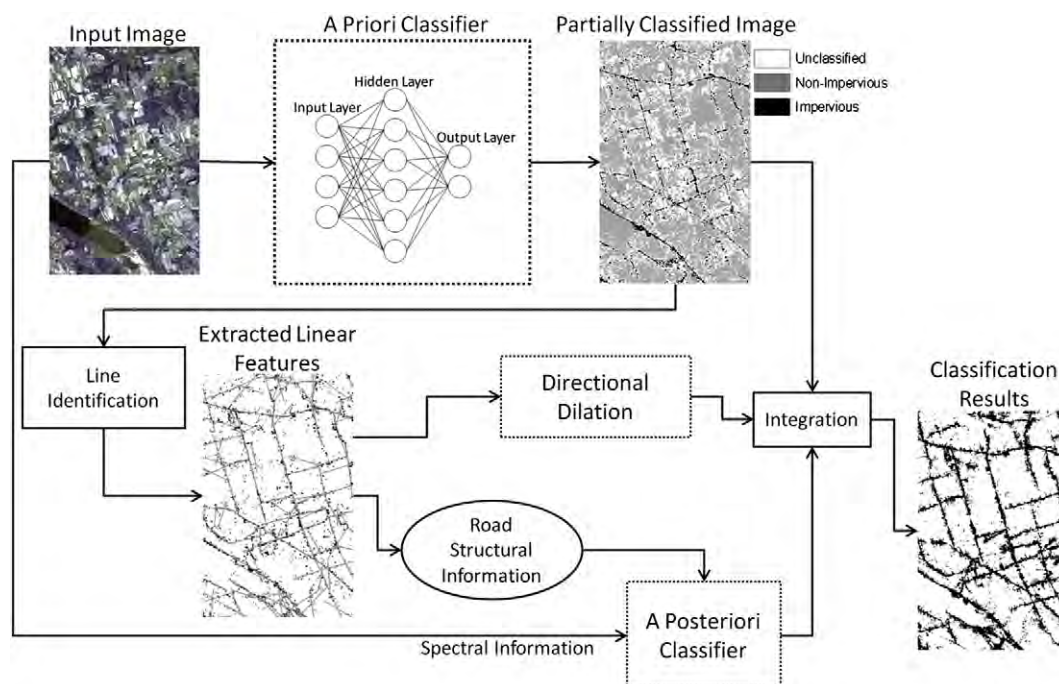 Input Image
A Priori Classifier
Partially Classified Image
Hidden Layer
Input Layer
Output Layer
Unclassified
Non-Impervious
Impervious
Line
Identification
Extracted Linear
Features
Directional
Dilation
Integration
Classification
Results
Road
Structural
Information
Spectral Information
A Posteriori
Classifier